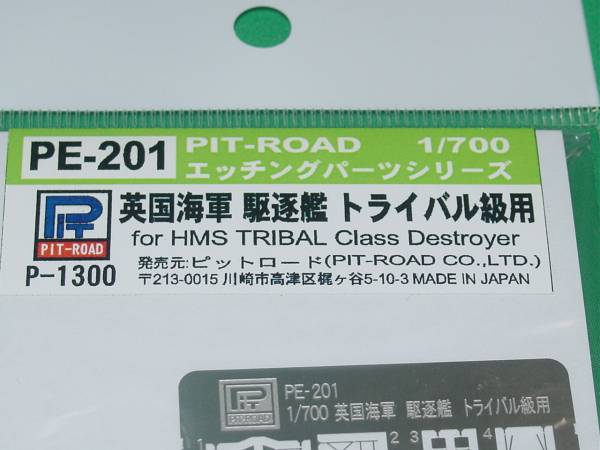 PE-201
PIT-ROAD 1/700
エッチングパーツシリーズ
PIT
PIT-ROAD
P-1300
英国海軍 駆逐艦 トライバル級用
for HMS TRIBAL Class Destroyer
発売元:ピットロード(PIT-ROAD CO.,LTD.)
〒213-0015 川崎市高津区梶ヶ谷5-10-3 MADE IN JAPAN
PIT
PIT-ROAD
PE-201
1/700 英国海軍 駆逐艦 トライバル級用
1 2 3 4